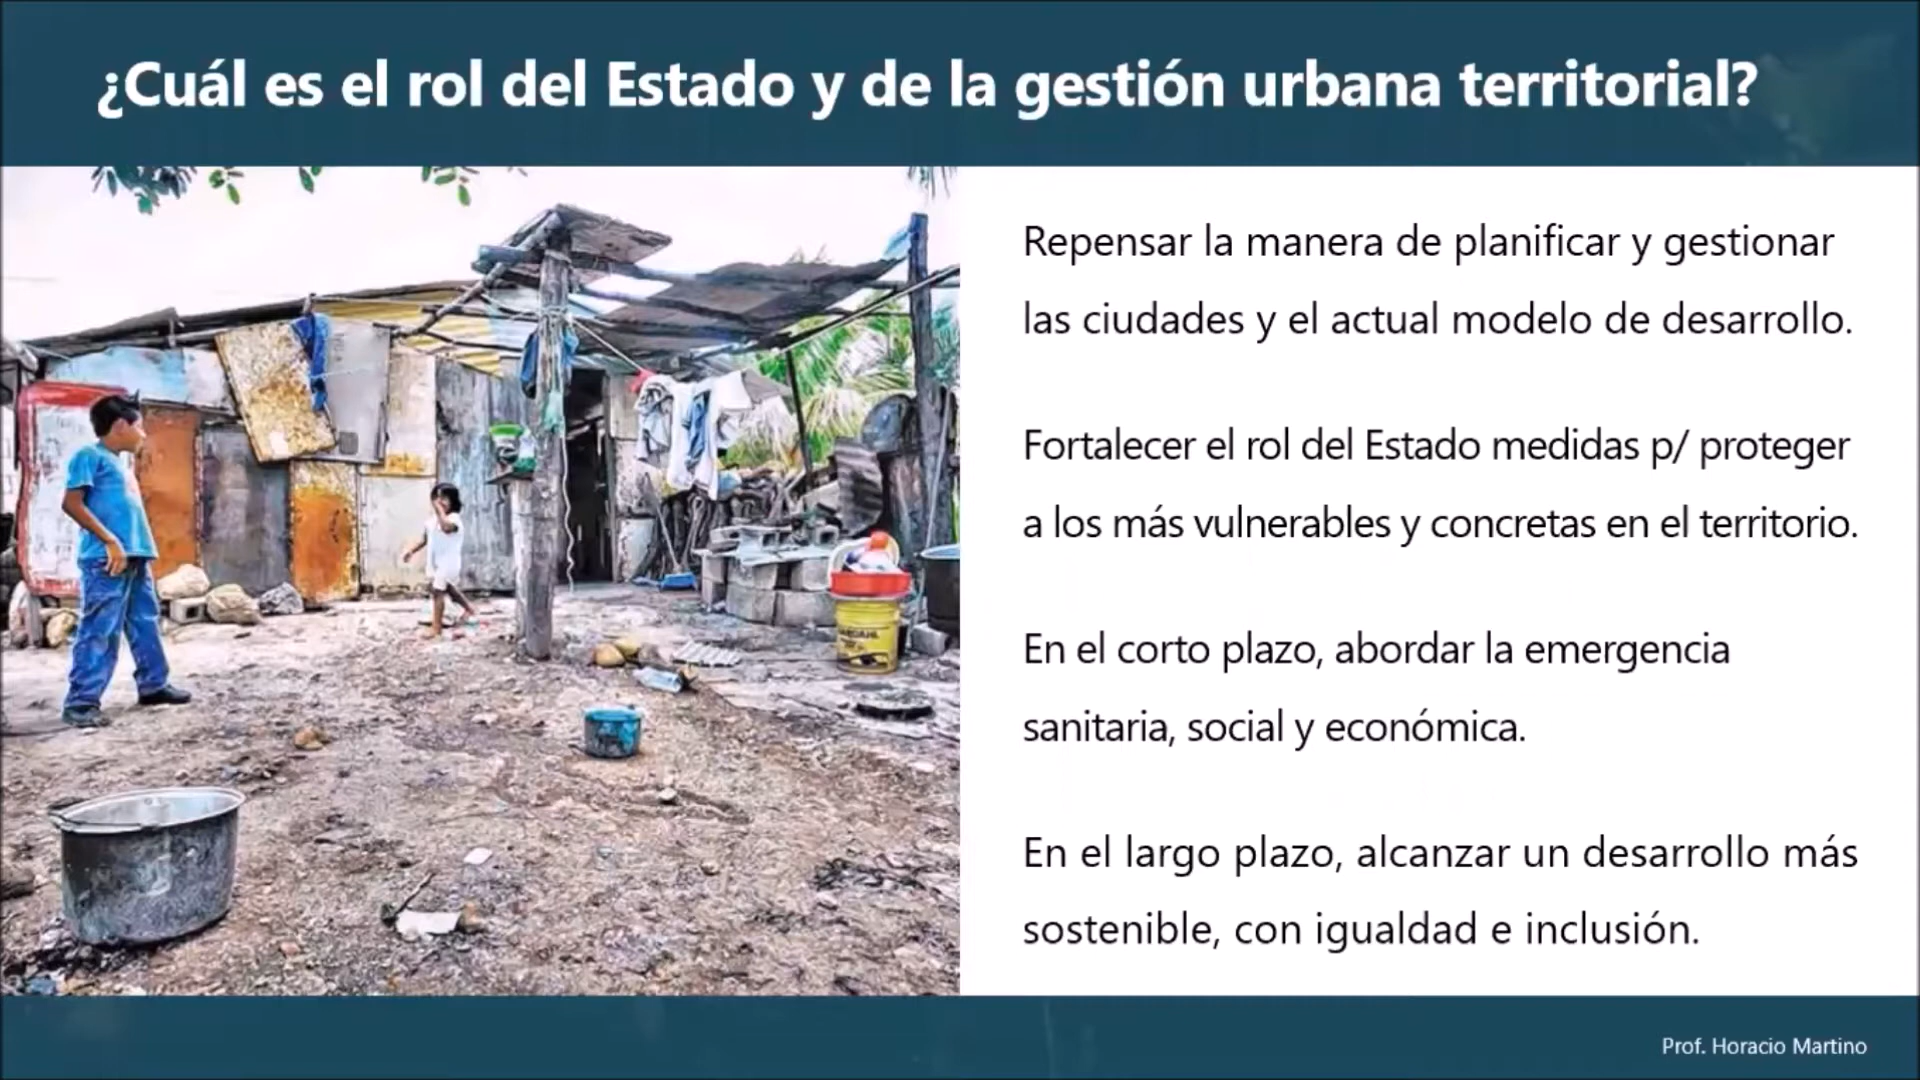 ¿Cuál es el rol del Estado y de la gestión urbana territorial?
Repensar la manera de planificar y gestionar
las ciudades y el actual modelo de desarrollo.
Fortalecer el rol del Estado medidas p/ proteger
a los más vulnerables y concretas en el territorio.
En el corto plazo, abordar la emergencia
sanitaria, social y económica.
En el largo plazo, alcanzar un desarrollo más
sostenible, con igualdad e inclusión.
Prof. Horacio Martino